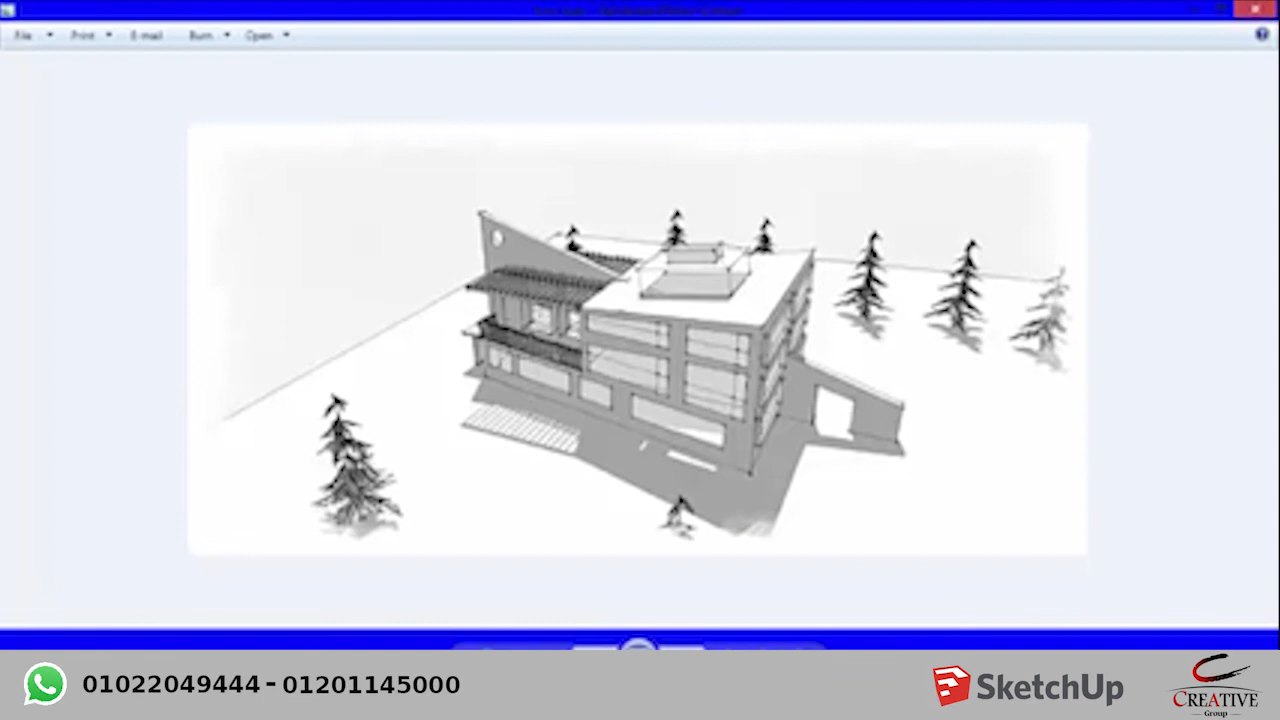 File Print E-mail Burn Open
01022049444 - 01201145000
SketchUp
CREATIVE
Group